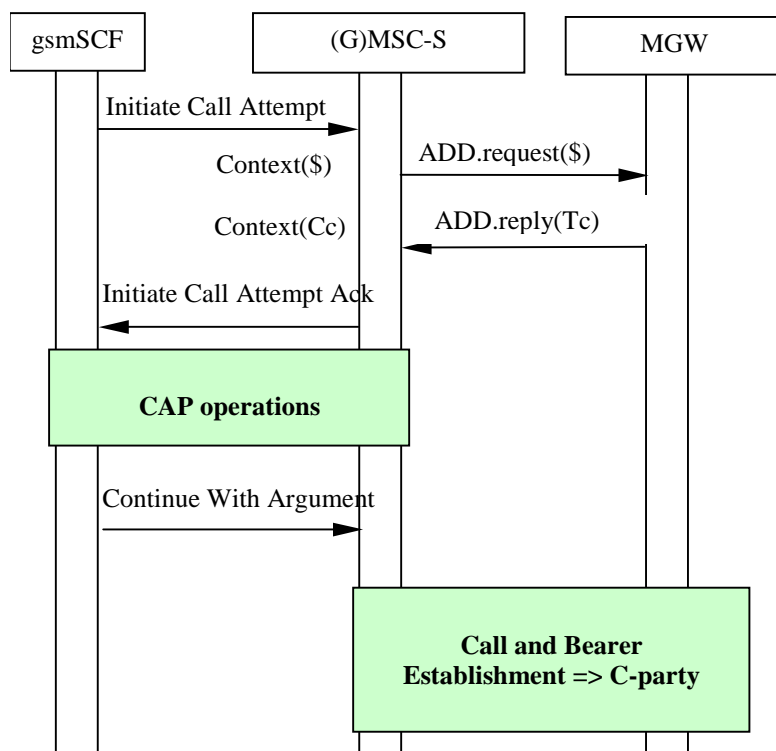 gsmSCF
(G)MSC-S
MGW
Initiate Call Attempt
Context($)
ADD.request($)
Context(Cc)
ADD.reply(Tc)
Initiate Call Attempt Ack
CAP operations
Continue With Argument
Call and Bearer
Establishment => C-party